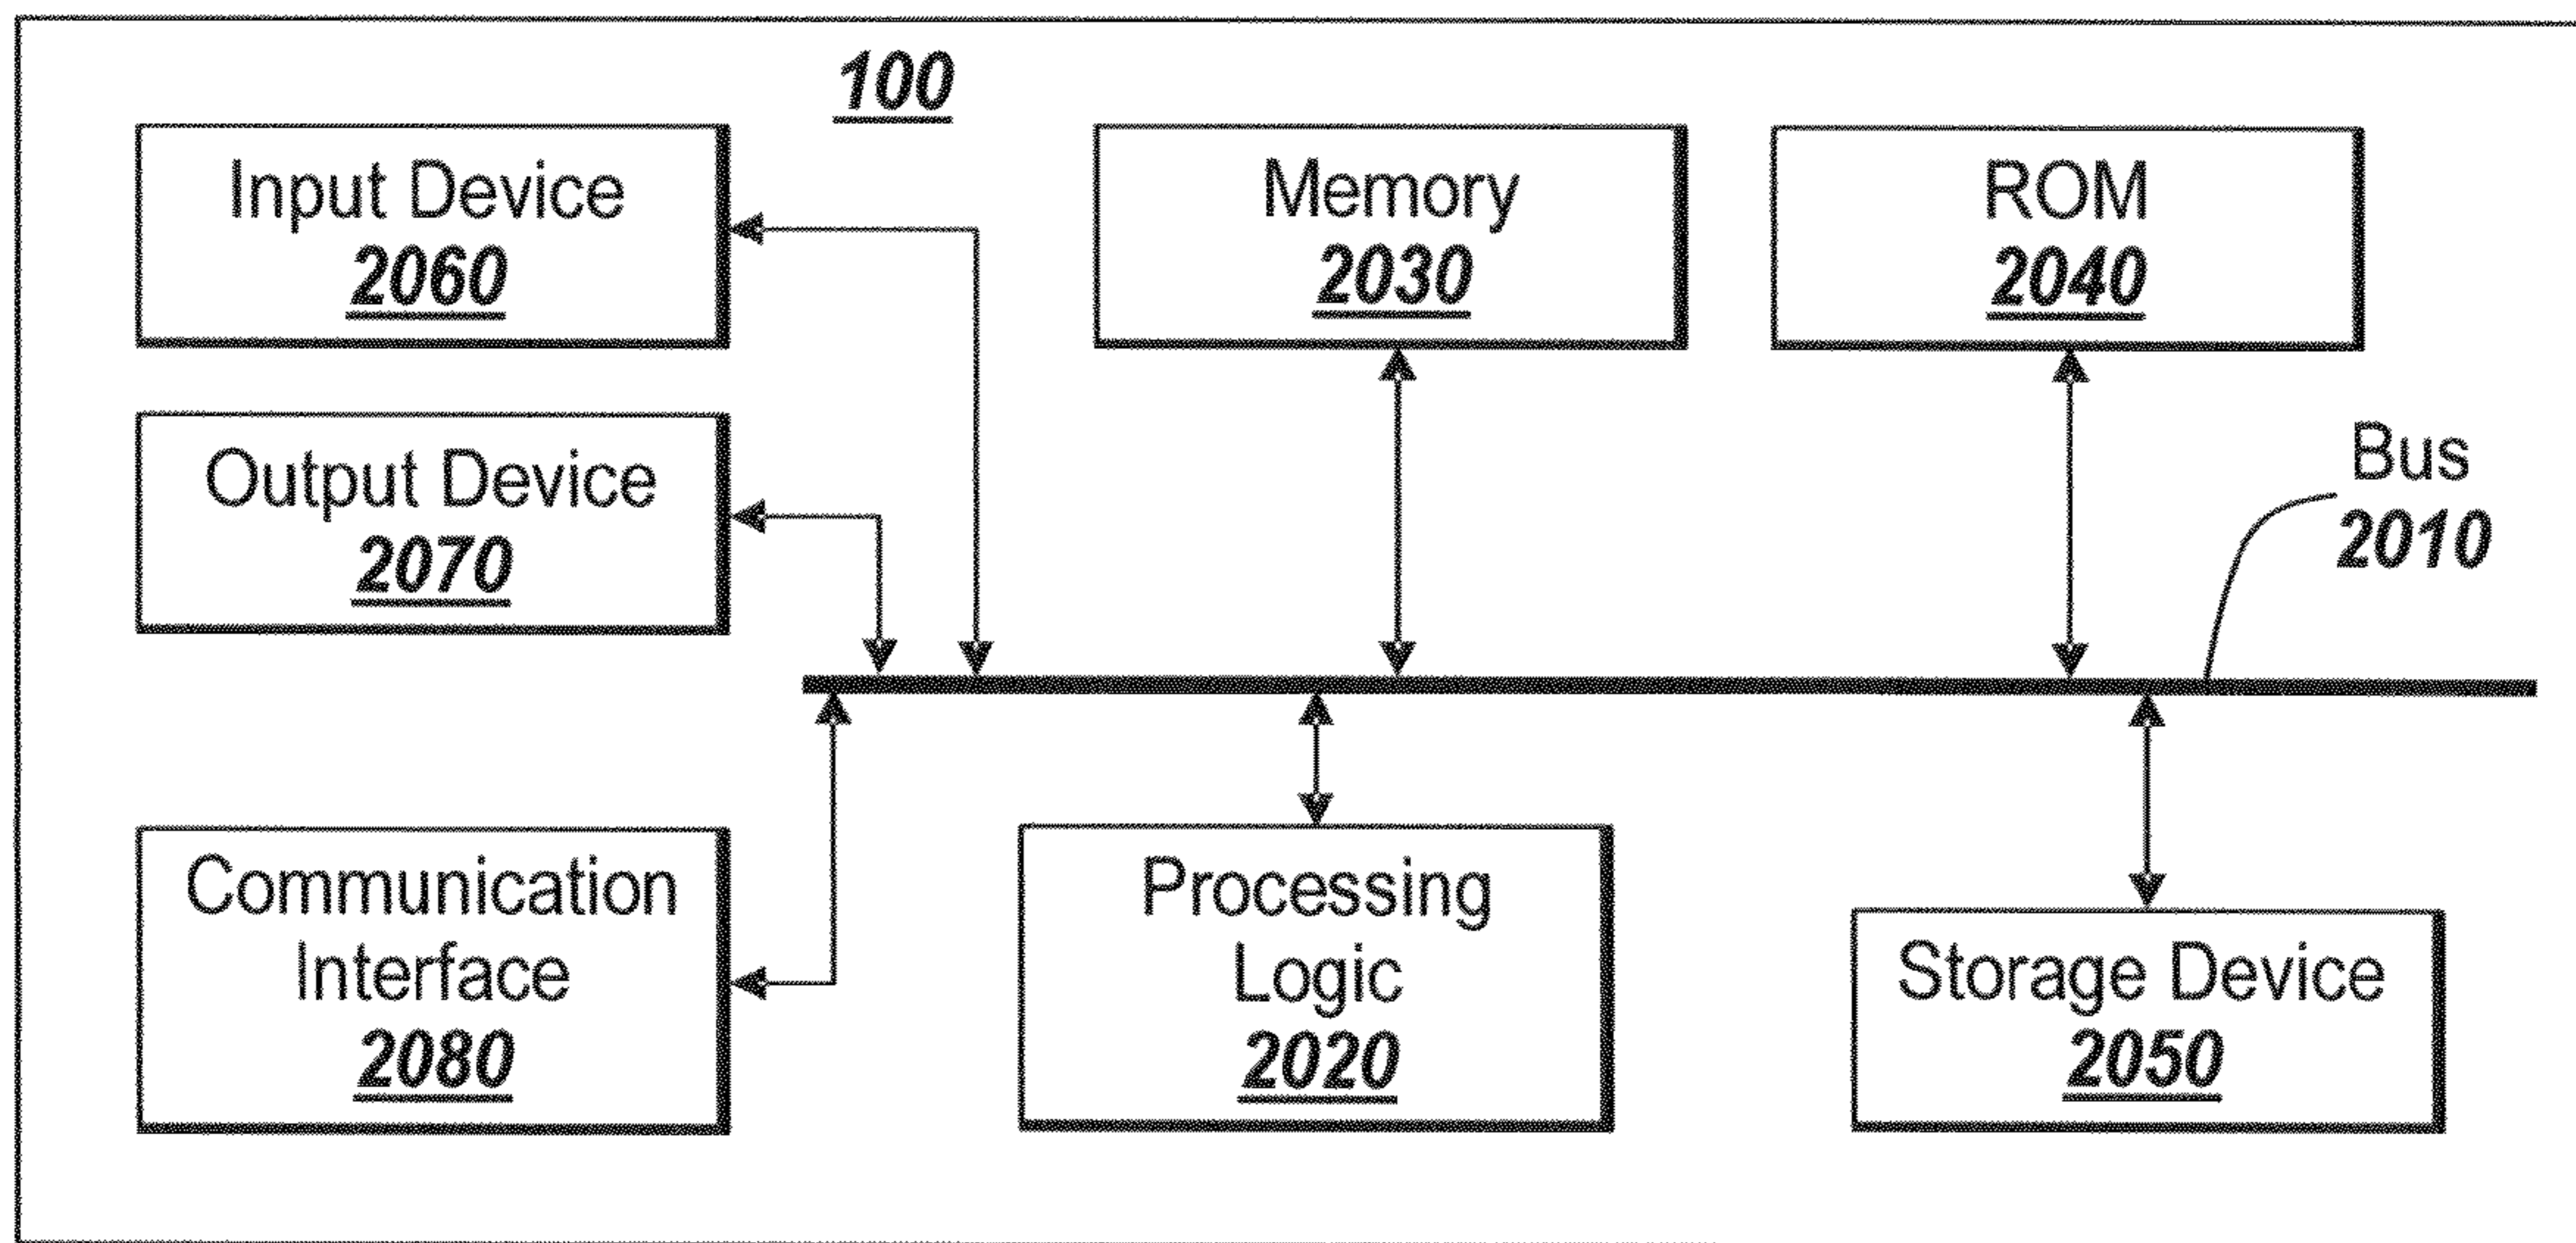 100
Input Device
2060
Memory
2030
ROM
2040
Output Device
2070
Bus
2010
Communication
Interface
2080
Processing
Logic
2020
Storage Device
2050